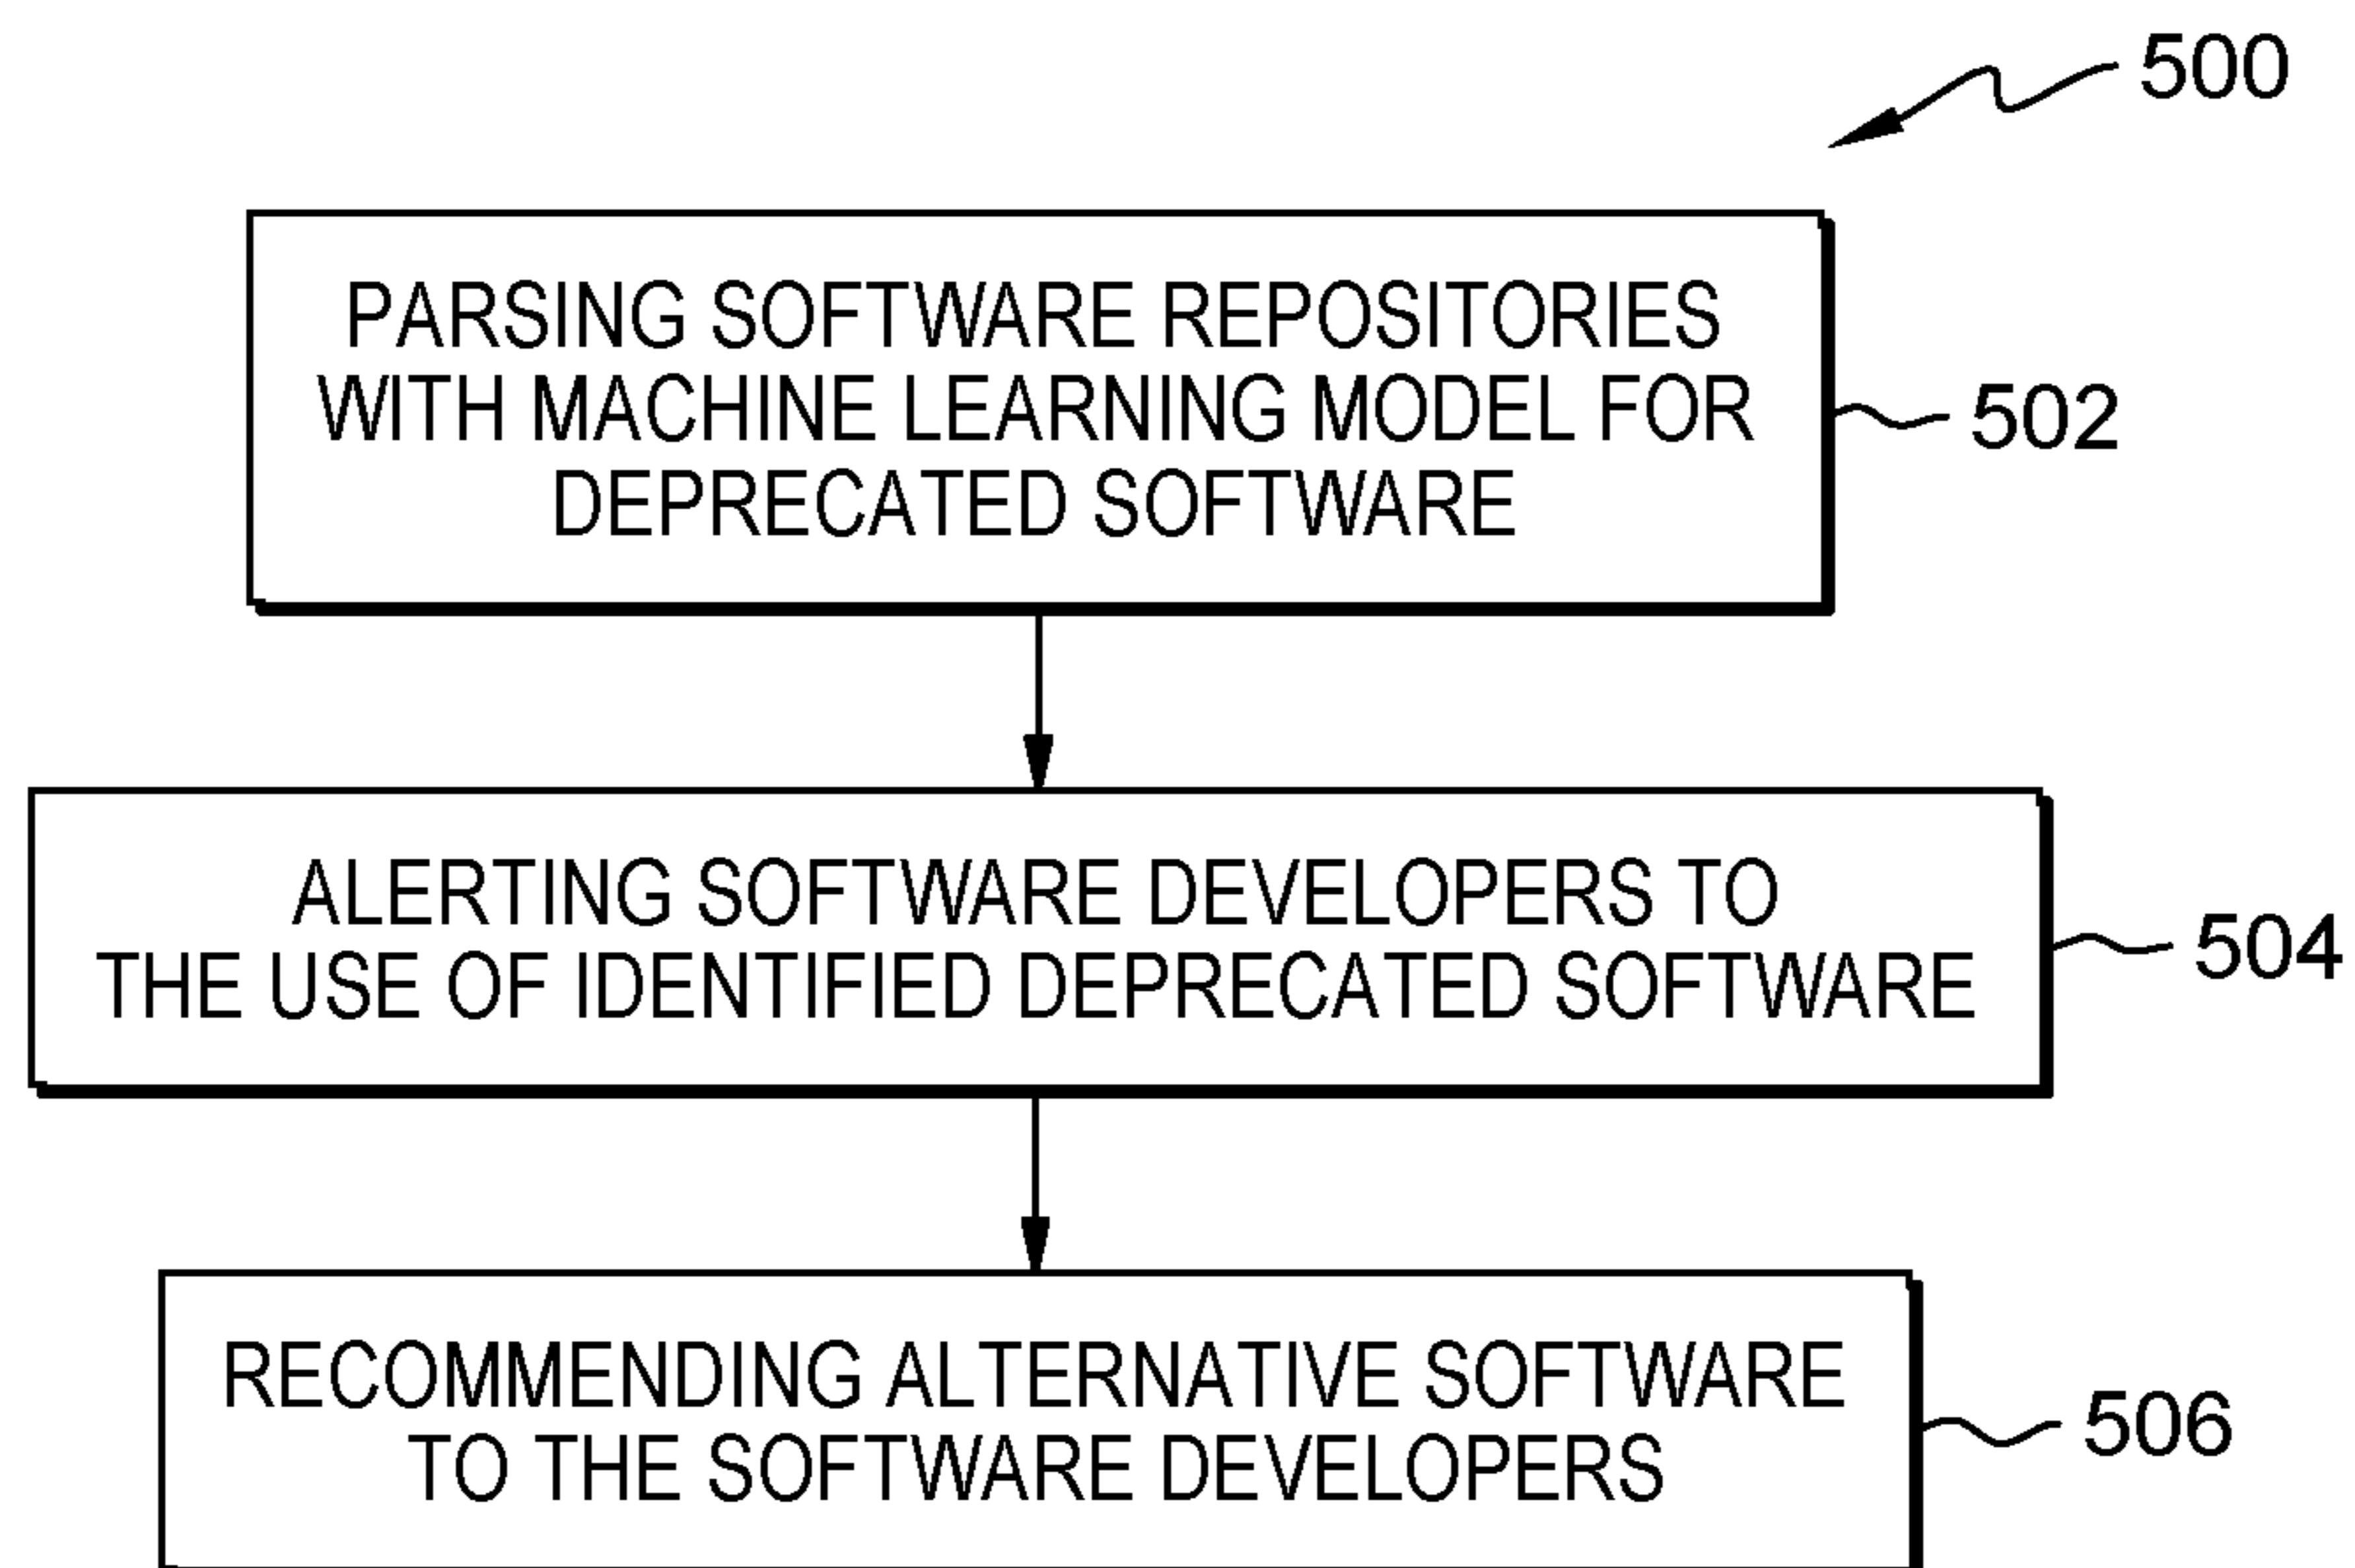 500
PARSING SOFTWARE REPOSITORIES
WITH MACHINE LEARNING MODEL FOR
DEPRECATED SOFTWARE
502
ALERTING SOFTWARE DEVELOPERS TO
THE USE OF IDENTIFIED DEPRECATED SOFTWARE
504
RECOMMENDING ALTERNATIVE SOFTWARE
TO THE SOFTWARE DEVELOPERS
506